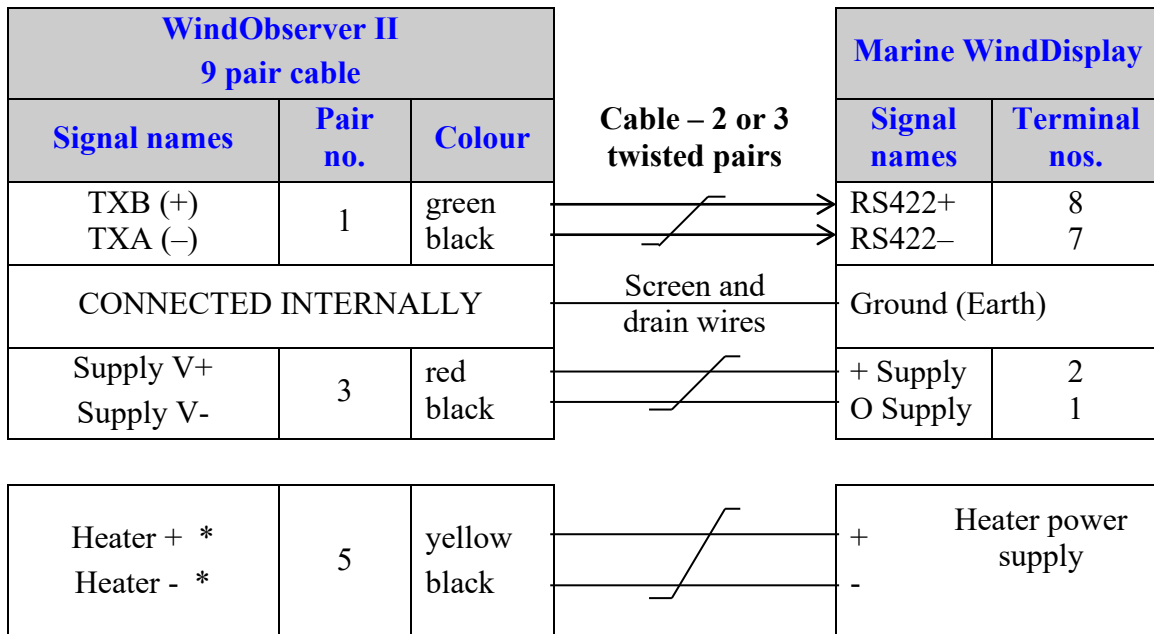 WindObserver II
9 pair cable
Signal names
Pair no.
Colour
Cable – 2 or 3
twisted pairs
Marine WindDisplay
Signal names
Terminal nos.
TXB (+)
TXA (–)
1
green
black
RS422+
RS422–
8
7
CONNECTED INTERNALLY
Screen and
drain wires
Ground (Earth)
Supply V+
Supply V-
3
red
black
+ Supply
O Supply
2
1
Heater + *
Heater - *
5
yellow
black
+
-
Heater power
supply